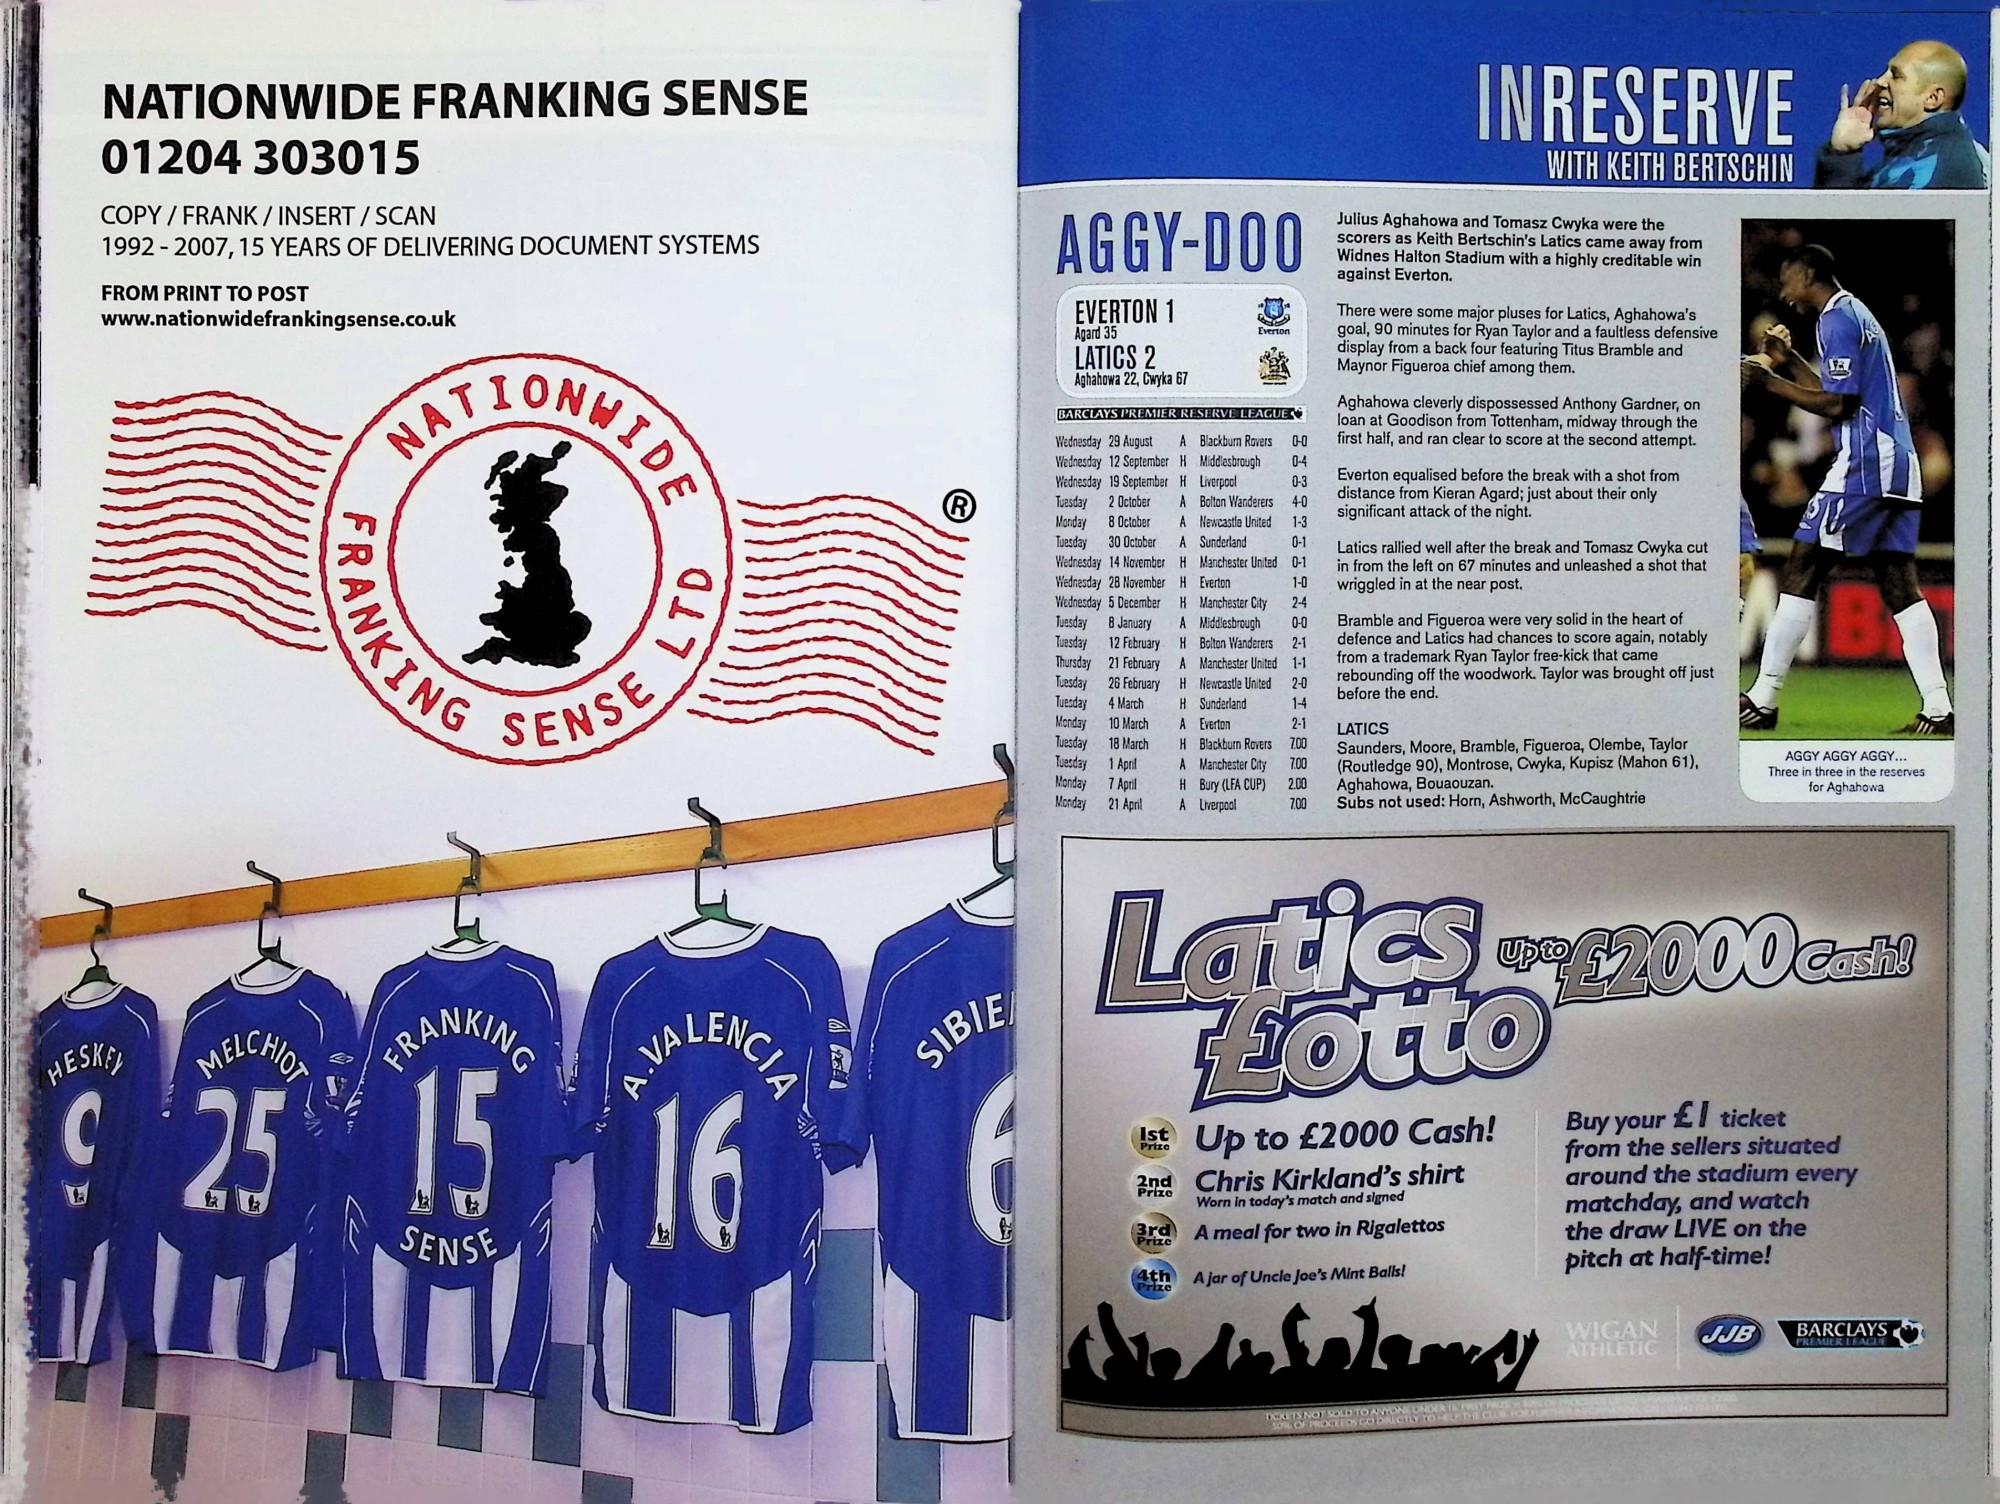 NATIONWIDE FRANKING SENSE
01204 303015
COPY / FRANK / INSERT / SCAN
1992 - 2007, 15 YEARS OF DELIVERING DOCUMENT SYSTEMS
FROM PRINT TO POST
www.nationwidefrankingsense.co.uk
NATIONWIDE
FRANKING SENSE LTD
®
HESKEY
9
MELCHIOT
25
FRANKING
15
SENSE
A.VALENCIA
16
SIBIE
6
INRESERVE
WITH KEITH BERTSCHIN
AGGY-DOO
EVERTON 1
Agard 35
Everton
LATICS 2
Aghahowa 22, Cwyka 67
BARCLAYS PREMIER RESERVE LEAGUE
Wednesday 29 August A Blackburn Rovers 0-0
Wednesday 12 September H Middlesbrough 0-4
Wednesday 19 September H Liverpool 0-3
Tuesday 2 October A Bolton Wanderers 4-0
Monday 8 October A Newcastle United 1-3
Tuesday 30 October A Sunderland 0-1
Wednesday 14 November H Manchester United 0-1
Wednesday 28 November H Everton 1-0
Wednesday 5 December H Manchester City 2-4
Tuesday 8 January A Middlesbrough 0-0
Tuesday 12 February H Bolton Wanderers 2-1
Thursday 21 February A Manchester United 1-1
Tuesday 26 February H Newcastle United 2-0
Tuesday 4 March H Sunderland 1-4
Monday 10 March A Everton 2-1
Tuesday 18 March H Blackburn Rovers 7.00
Tuesday 1 April A Manchester City 7.00
Monday 7 April H Bury (LFA CUP) 2.00
Monday 21 April A Liverpool 7.00
Julius Aghahowa and Tomasz Cwyka were the
scorers as Keith Bertschin's Latics came away from
Widnes Halton Stadium with a highly creditable win
against Everton.
There were some major pluses for Latics, Aghahowa's
goal, 90 minutes for Ryan Taylor and a faultless defensive
display from a back four featuring Titus Bramble and
Maynor Figueroa chief among them.
Aghahowa cleverly dispossessed Anthony Gardner, on
loan at Goodison from Tottenham, midway through the
first half, and ran clear to score at the second attempt.
Everton equalised before the break with a shot from
distance from Kieran Agard; just about their only
significant attack of the night.
Latics rallied well after the break and Tomasz Cwyka cut
in from the left on 67 minutes and unleashed a shot that
wriggled in at the near post.
Bramble and Figueroa were very solid in the heart of
defence and Latics had chances to score again, notably
from a trademark Ryan Taylor free-kick that came
rebounding off the woodwork. Taylor was brought off just
before the end.
LATICS
Saunders, Moore, Bramble, Figueroa, Olembe, Taylor
(Routledge 90), Montrose, Cwyka, Kupisz (Mahon 61),
Aghahowa, Bouaouzan.
Subs not used: Horn, Ashworth, McCaughtrie
AGGY AGGY AGGY...
Three in three in the reserves
for Aghahowa
Latics
£otto
Up to £2000 Cash!
1st Prize Up to £2000 Cash!
2nd Prize Chris Kirkland's shirt
Worn in today's match and signed
3rd Prize A meal for two in Rigalettos
4th Prize A jar of Uncle Joe's Mint Balls!
Buy your £1 ticket
from the sellers situated
around the stadium every
matchday, and watch
the draw LIVE on the
pitch at half-time!
WIGAN
ATHLETIC
JJB
BARCLAYS
PREMIER LEAGUE